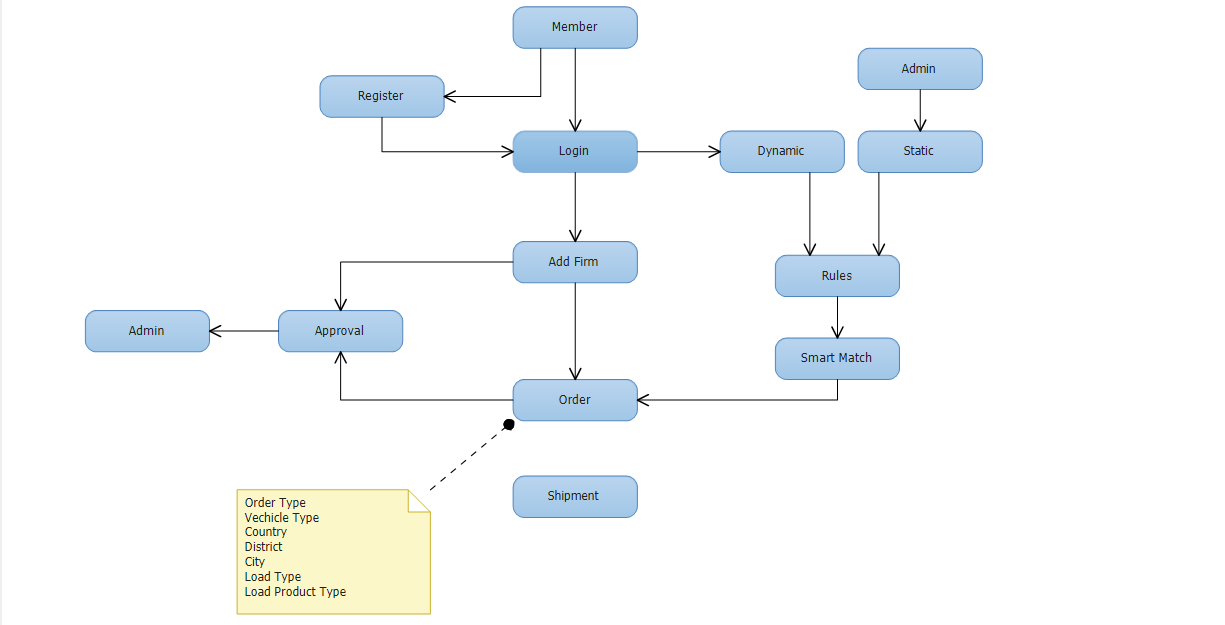 Member
Admin
Register
Login
Dynamic
Static
Add Firm
Rules
Admin
Approval
Smart Match
Order
Shipment
Order Type
Vechicle Type
Country
District
City
Load Type
Load Product Type